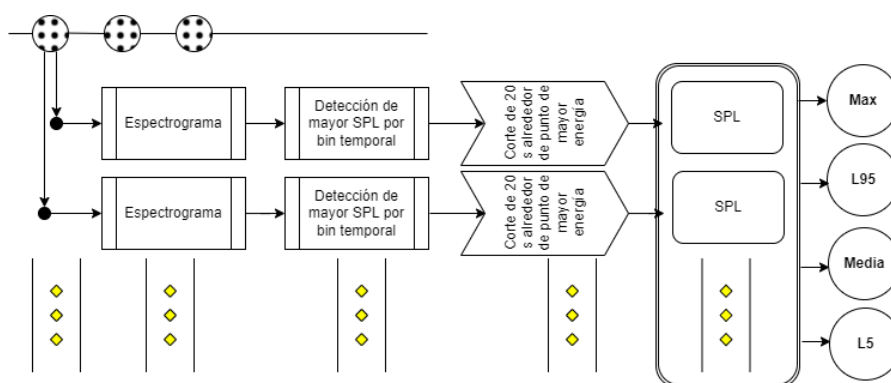 Espectrograma
Detección de
mayor SPL por
bin temporal
Corte de 20
s alrededor
de punto de
mayor
energía
SPL
Max
L95
Espectrograma
Detección de
mayor SPL por
bin temporal
Corte de 20
s alrededor
de punto de
mayor
energía
SPL
Media
L5